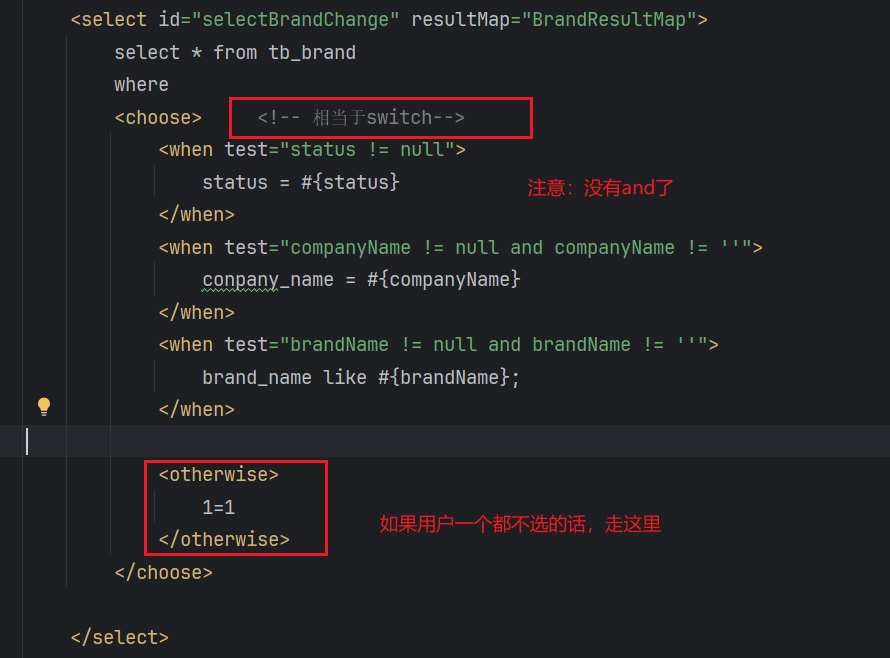 <select id="selectBrandChange" resultMap="BrandResultMap">
select * from tb_brand
where
<choose> <!-- 相当于switch-->
<when test="status != null">
status = #{status}
注意：没有and了
</when>
<when test="companyName != null and companyName != ''">
conpany_name = #{companyName}
</when>
<when test="brandName != null and brandName != ''">
brand_name like #{brandName};
</when>
<otherwise>
1=1
如果用户一个都不选的话，走这里
</otherwise>
</choose>
</select>